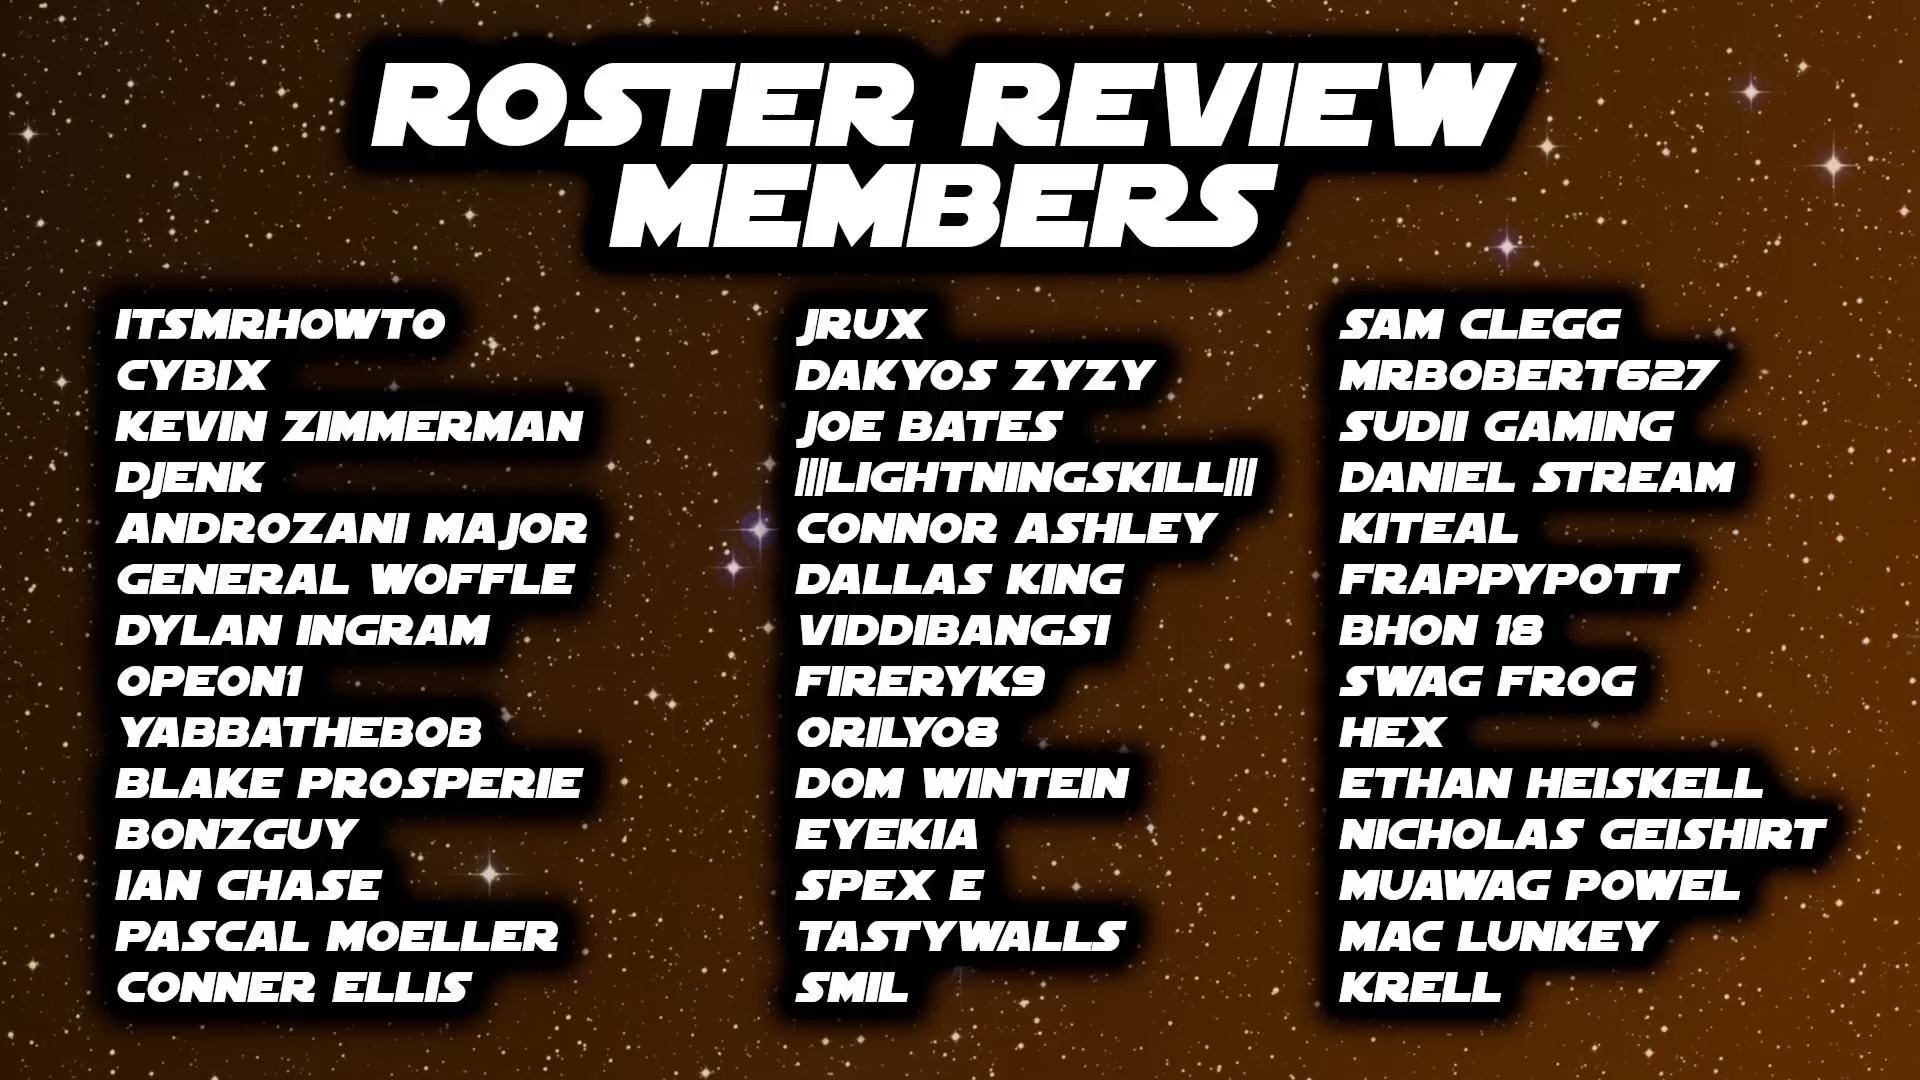 ROSTER REVIEW
MEMBERS
ITSMRHOWTO
CYBIX
KEVIN ZIMMERMAN
DJENK
ANDROZANI MAJOR
GENERAL WOFFLE
DYLAN INGRAM
OPEON1
YABBATHEBOB
BLAKE PROSPERIE
BONZGUY
IAN CHASE
PASCAL MOELLER
CONNER ELLIS
JRUX
DAKYOS ZYZY
JOE BATES
|||LIGHTNINGSKILL|||
CONNOR ASHLEY
DALLAS KING
VIDDIBANGSI
FIRERYK9
ORILYO8
DOM WINTEIN
EYEKIA
SPEX E
TASTYWALLS
SMIL
SAM CLEGG
MRBOBERT627
SUDII GAMING
DANIEL STREAM
KITEAL
FRAPPYPOTT
BHON 18
SWAG FROG
HEX
ETHAN HEISKELL
NICHOLAS GEISHIRT
MUAWAG POWEL
MAC LUNKEY
KRELL